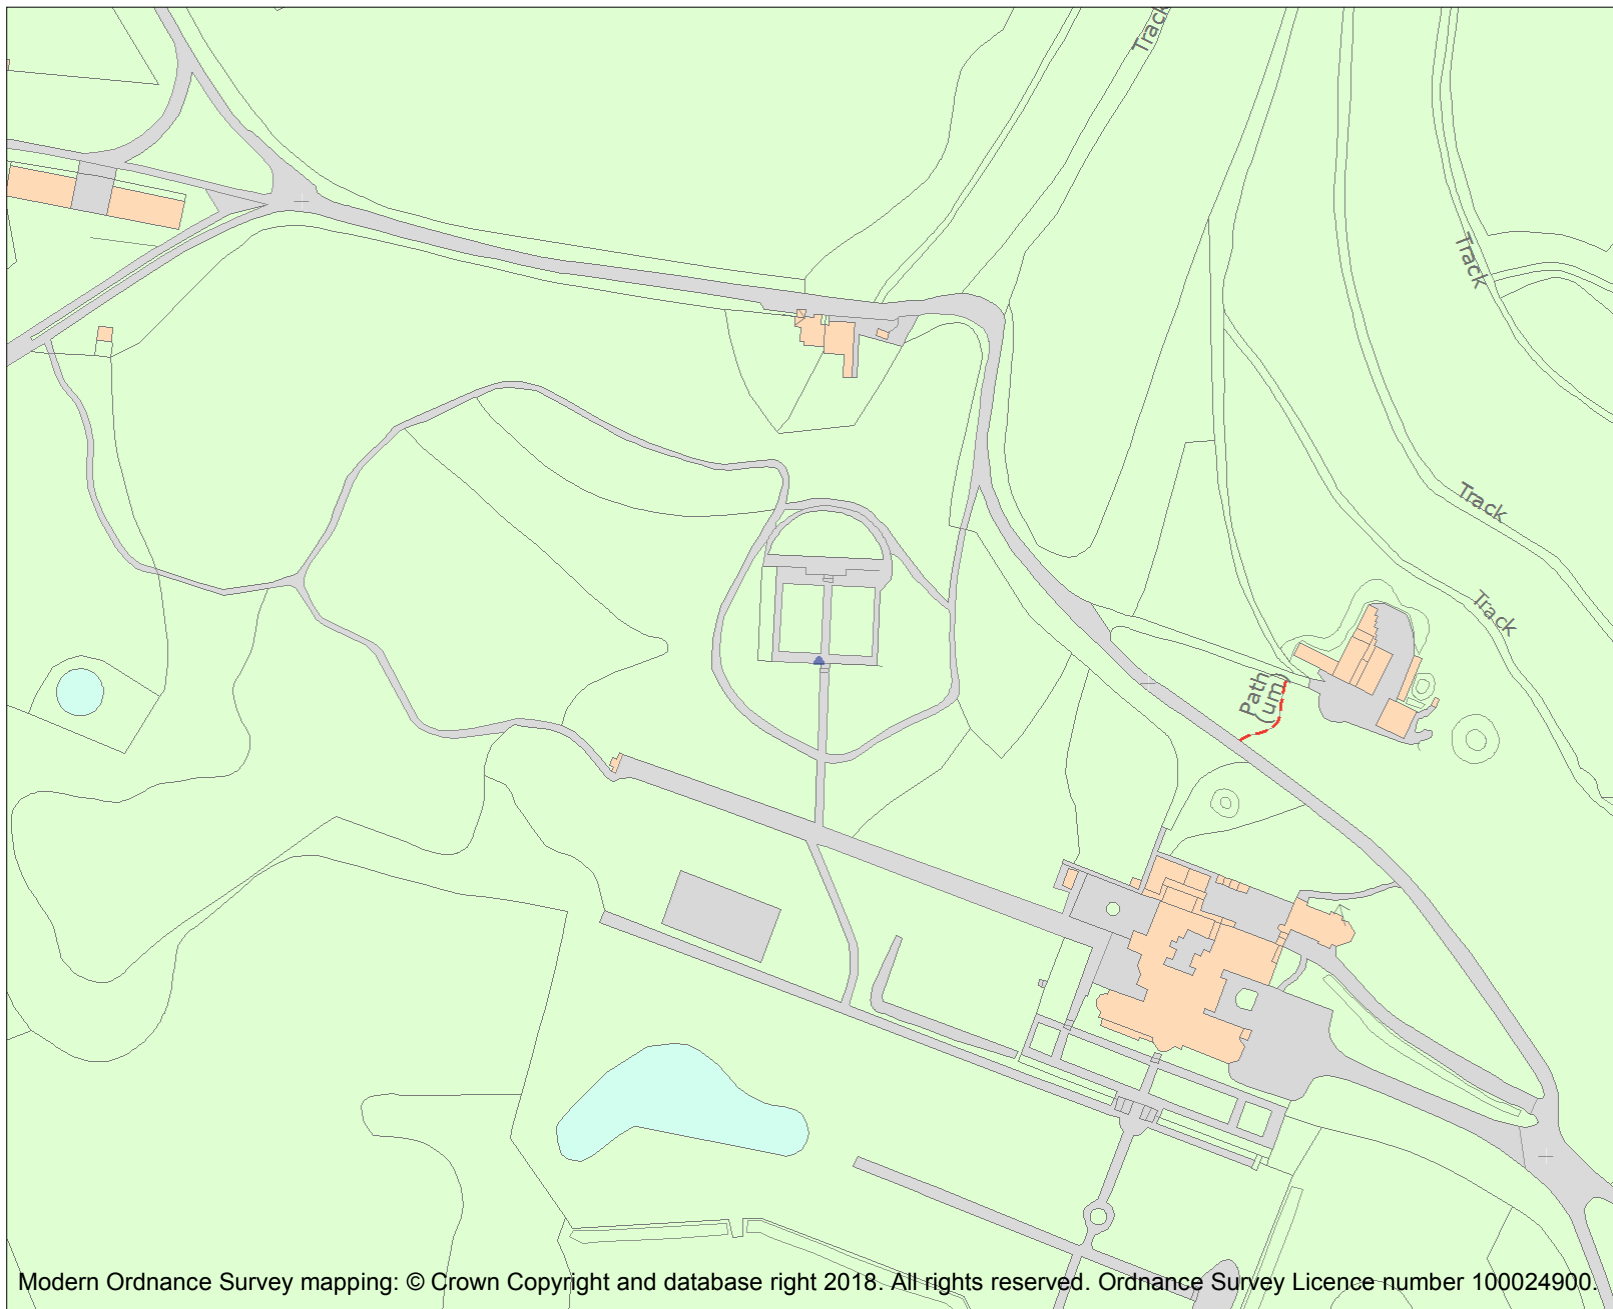 Track
Track
Track
Track
Path
(um)
Modern Ordnance Survey mapping: © Crown Copyright and database right 2018. All rights reserved. Ordnance Survey Licence number 100024900.